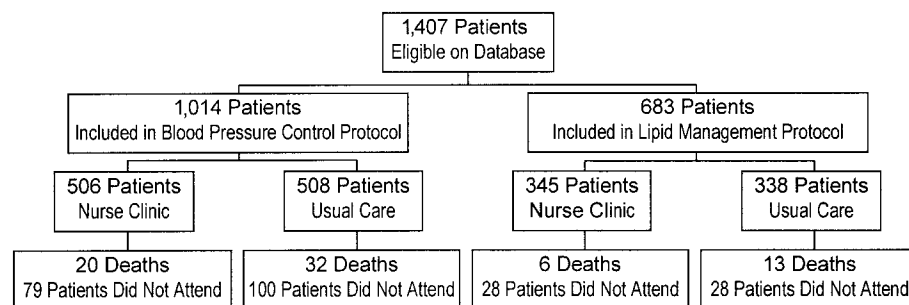 1,407 Patients
Eligible on Database
1,014 Patients
Included in Blood Pressure Control Protocol
683 Patients
Included in Lipid Management Protocol
506 Patients
Nurse Clinic
508 Patients
Usual Care
345 Patients
Nurse Clinic
338 Patients
Usual Care
20 Deaths
79 Patients Did Not Attend
32 Deaths
100 Patients Did Not Attend
6 Deaths
28 Patients Did Not Attend
13 Deaths
28 Patients Did Not Attend